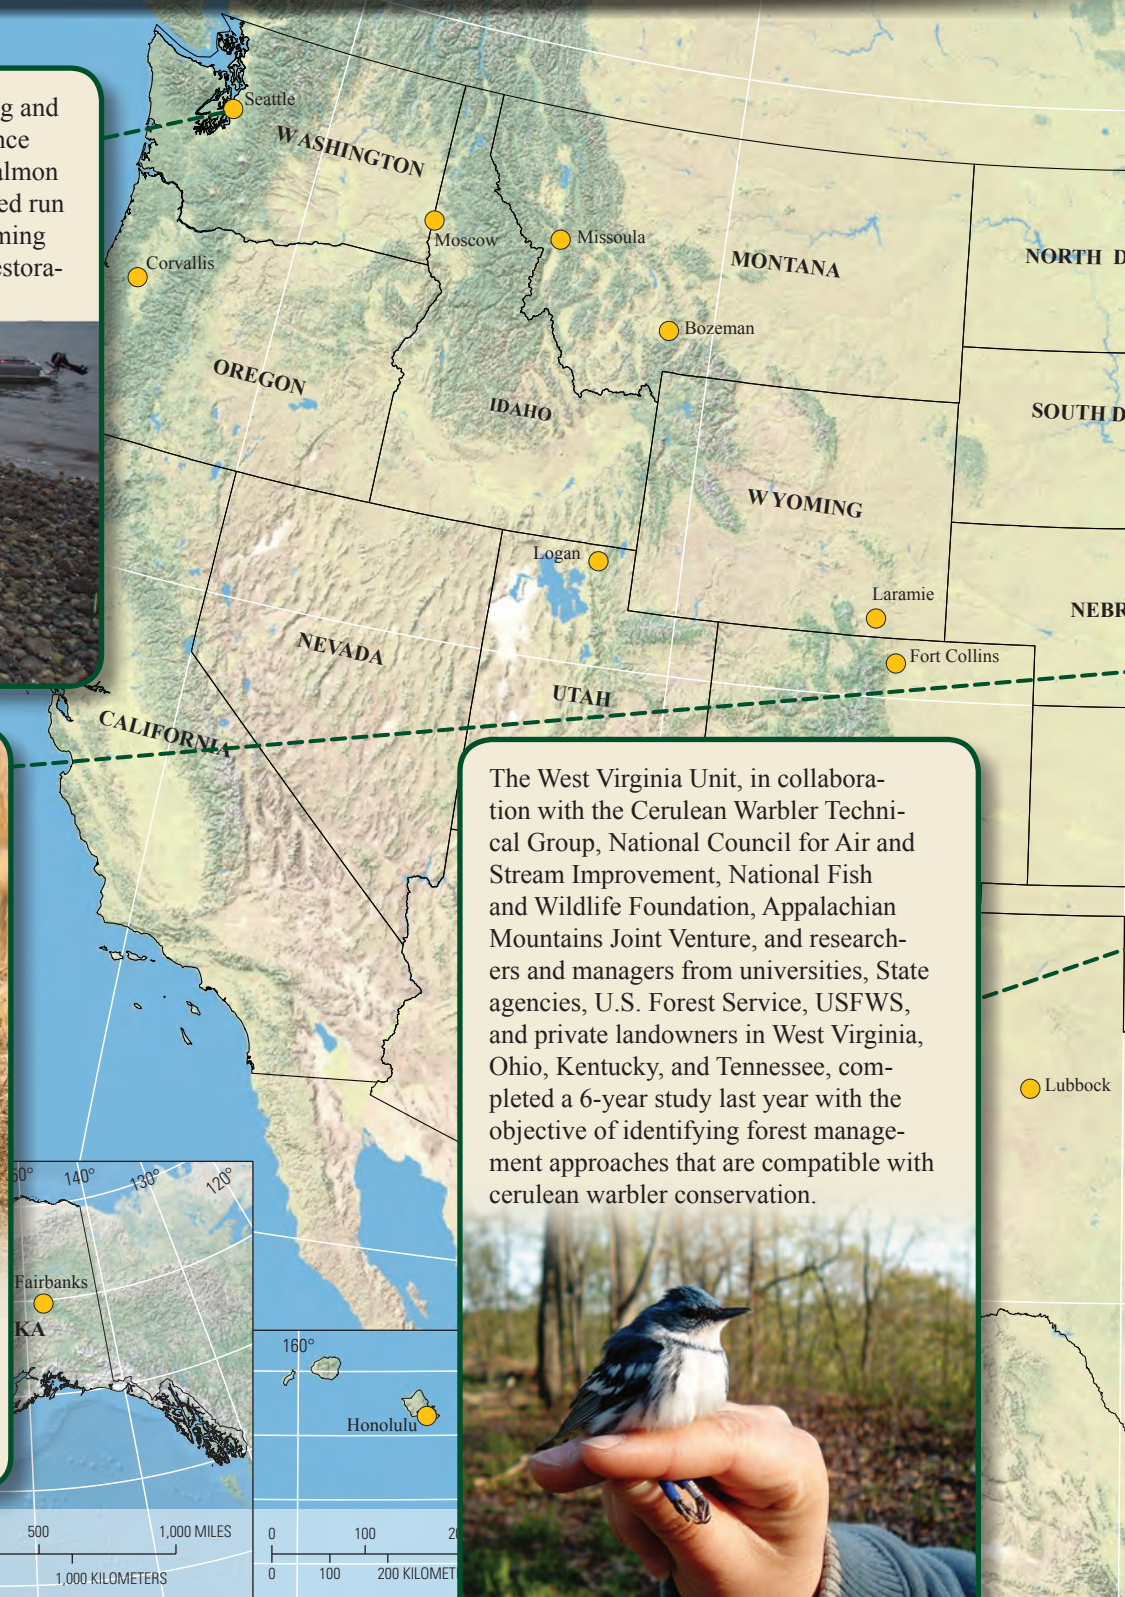 g and
nce
almon
ed run
ming
estora-
Seattle
WASHINGTON
Moscow
Missoula
MONTANA
NORTH D
Corvallis
Bozeman
OREGON
IDAHO
SOUTH D
WYOMING
Logan
Laramie
NEBR
NEVADA
Fort Collins
UTAH
CALIFORNIA
The West Virginia Unit, in collabora-
tion with the Cerulean Warbler Techni-
cal Group, National Council for Air and
Stream Improvement, National Fish
and Wildlife Foundation, Appalachian
Mountains Joint Venture, and research-
ers and managers from universities, State
agencies, U.S. Forest Service, USFWS,
and private landowners in West Virginia,
Ohio, Kentucky, and Tennessee, com-
pleted a 6-year study last year with the
objective of identifying forest manage-
ment approaches that are compatible with
cerulean warbler conservation.
Lubbock
50° 140° 130° 120°
Fairbanks
KA
160°
Honolulu
500 1,000 MILES
1,000 KILOMETERS
0 100 20
0 100 200 KILOMET